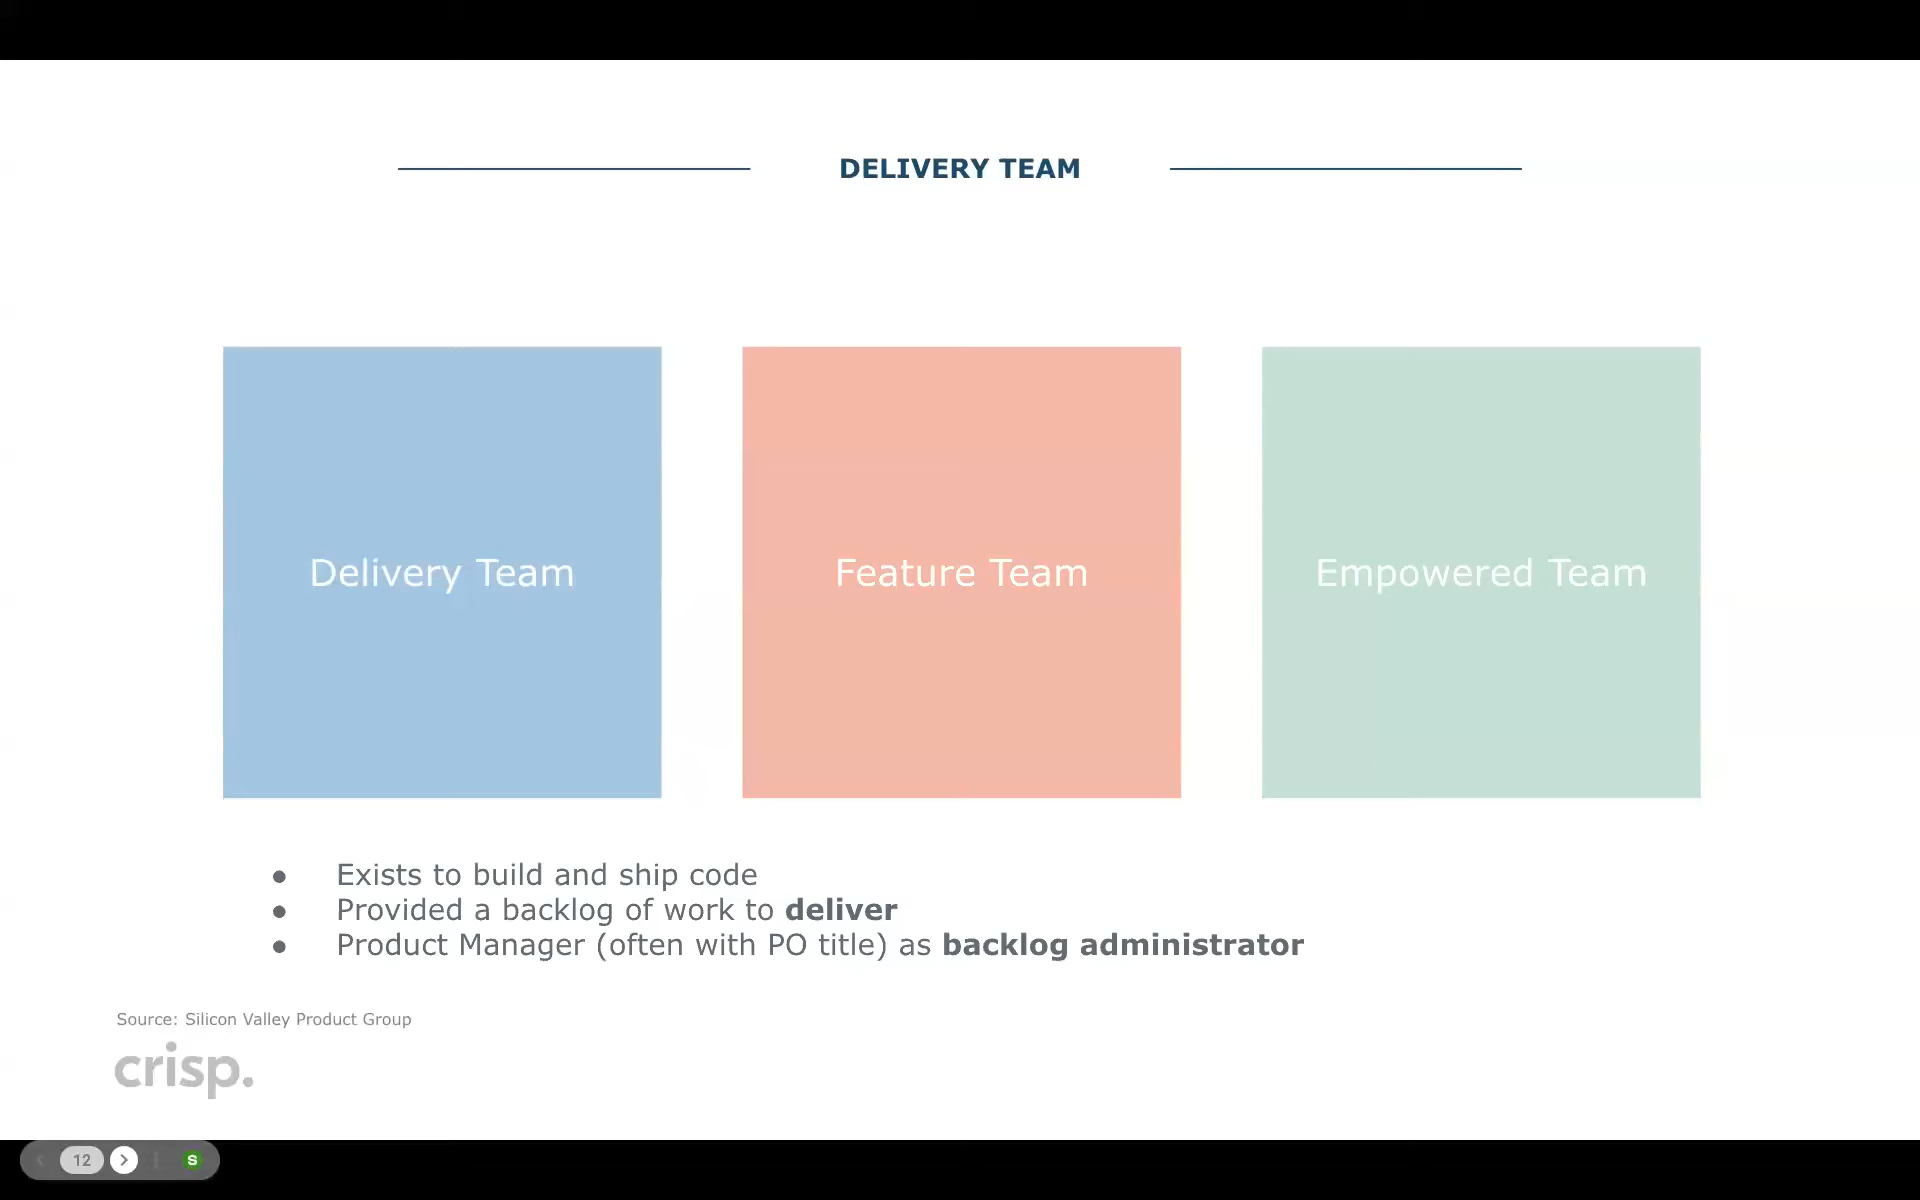 DELIVERY TEAM
Delivery Team
Feature Team
Empowered Team
● Exists to build and ship code
● Provided a backlog of work to deliver
● Product Manager (often with PO title) as backlog administrator
Source: Silicon Valley Product Group
crisp.
12
S